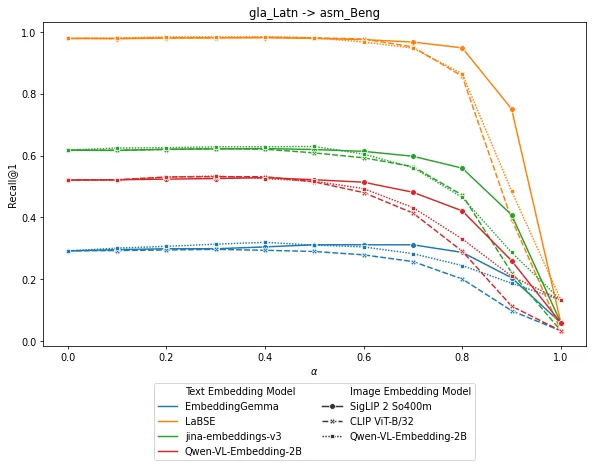 gla_Latn -> asm_Beng
1.0
0.8
0.6
0.4
0.2
0.0
Recall@1
0.0 0.2 0.4 0.6 0.8 1.0
α
Text Embedding Model
EmbeddingGemma
LaBSE
jina-embeddings-v3
Qwen-VL-Embedding-2B
Image Embedding Model
SigLIP 2 So400m
CLIP ViT-B/32
Qwen-VL-Embedding-2B